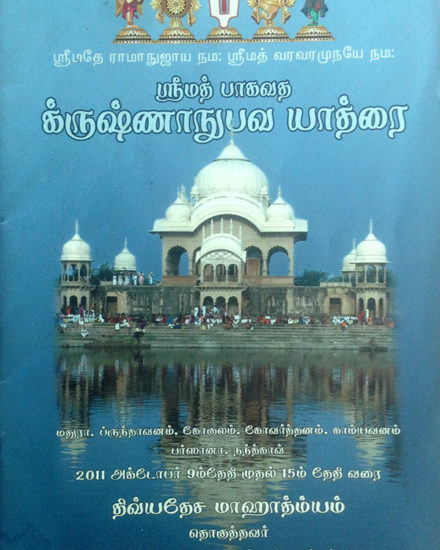 ஸ்ரீமதே ராமாநுஜாய நம: ஸ்ரீமத் வரவரமுநயே நம:
ஸ்ரீமத் பாகவத
க்ருஷ்ணாநுபவ யாத்ரை
மதுரா, ப்ருந்தாவனம், கோகுலம், கோவர்த்தனம், காம்யவனம்
பர்ஸானா, நந்த்காவ்
2011 அக்டோபர் 9ம்தேதி முதல் 15ம் தேதி வரை
திவ்யதேச மாஹாத்ம்யம்
தொகுத்தவர்